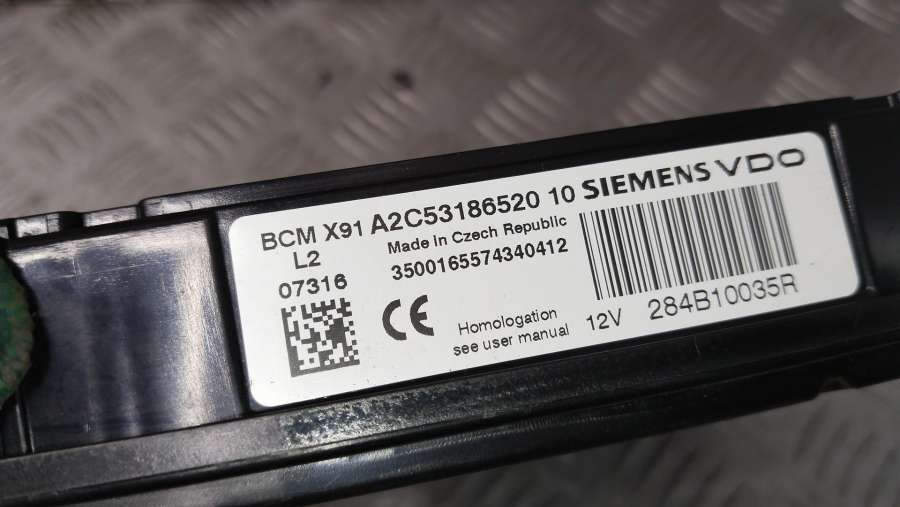 BCM X91 A2C53186520 10 SIEMENS VDO
L2 Made In Czech Republic
07316 3500165574340412
CE Homologation
see user manual 12V 284B10035R